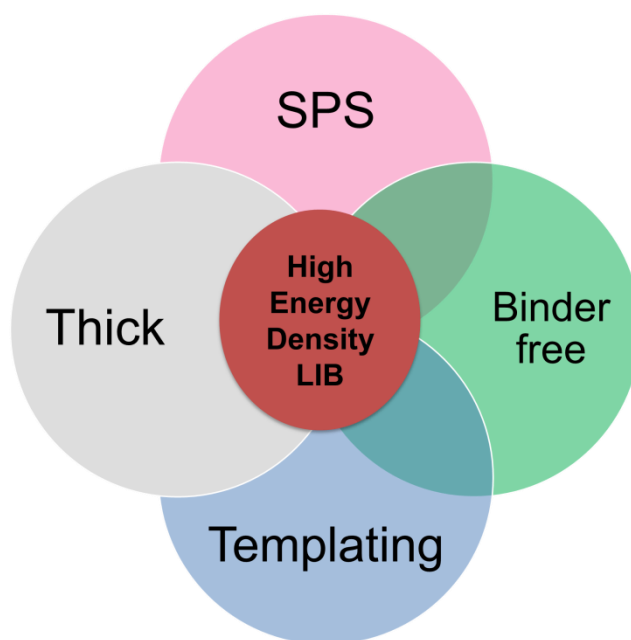 SPS
Thick
High
Energy
Density
LIB
Binder
free
Templating